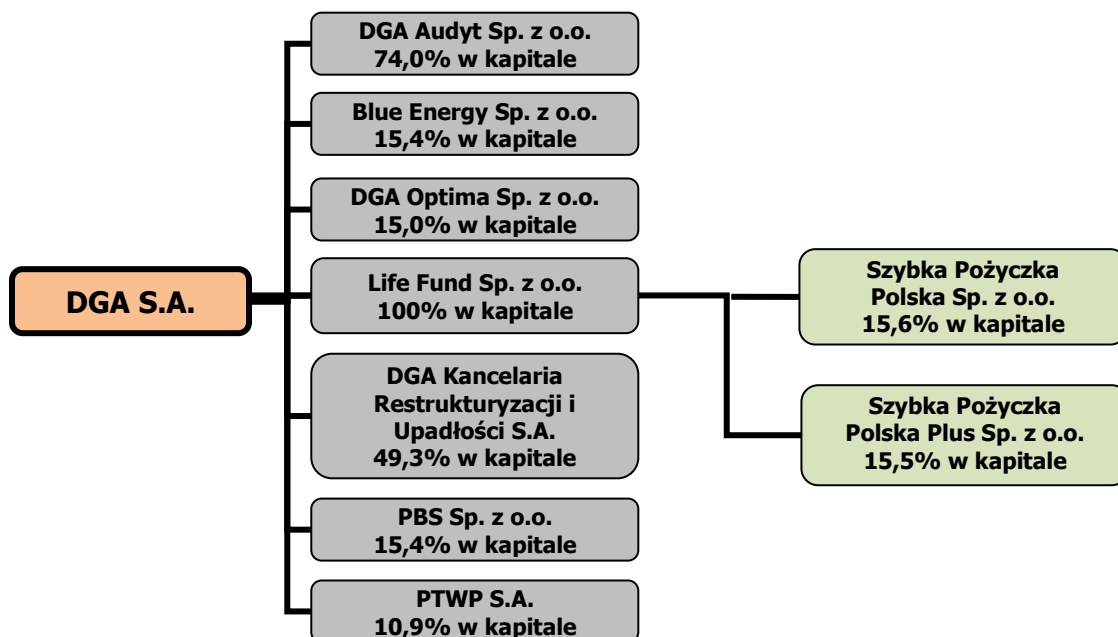 DGA S.A.
DGA Audyt Sp. z o.o.
74,0% w kapitale
Blue Energy Sp. z o.o.
15,4% w kapitale
DGA Optima Sp. z o.o.
15,0% w kapitale
Life Fund Sp. z o.o.
100% w kapitale
DGA Kancelaria
Restrukturyzacji i
Upadłości S.A.
49,3% w kapitale
PBS Sp. z o.o.
15,4% w kapitale
PTWP S.A.
10,9% w kapitale
Szybka Pożyczka
Polska Sp. z o.o.
15,6% w kapitale
Szybka Pożyczka
Polska Plus Sp. z o.o.
15,5% w kapitale